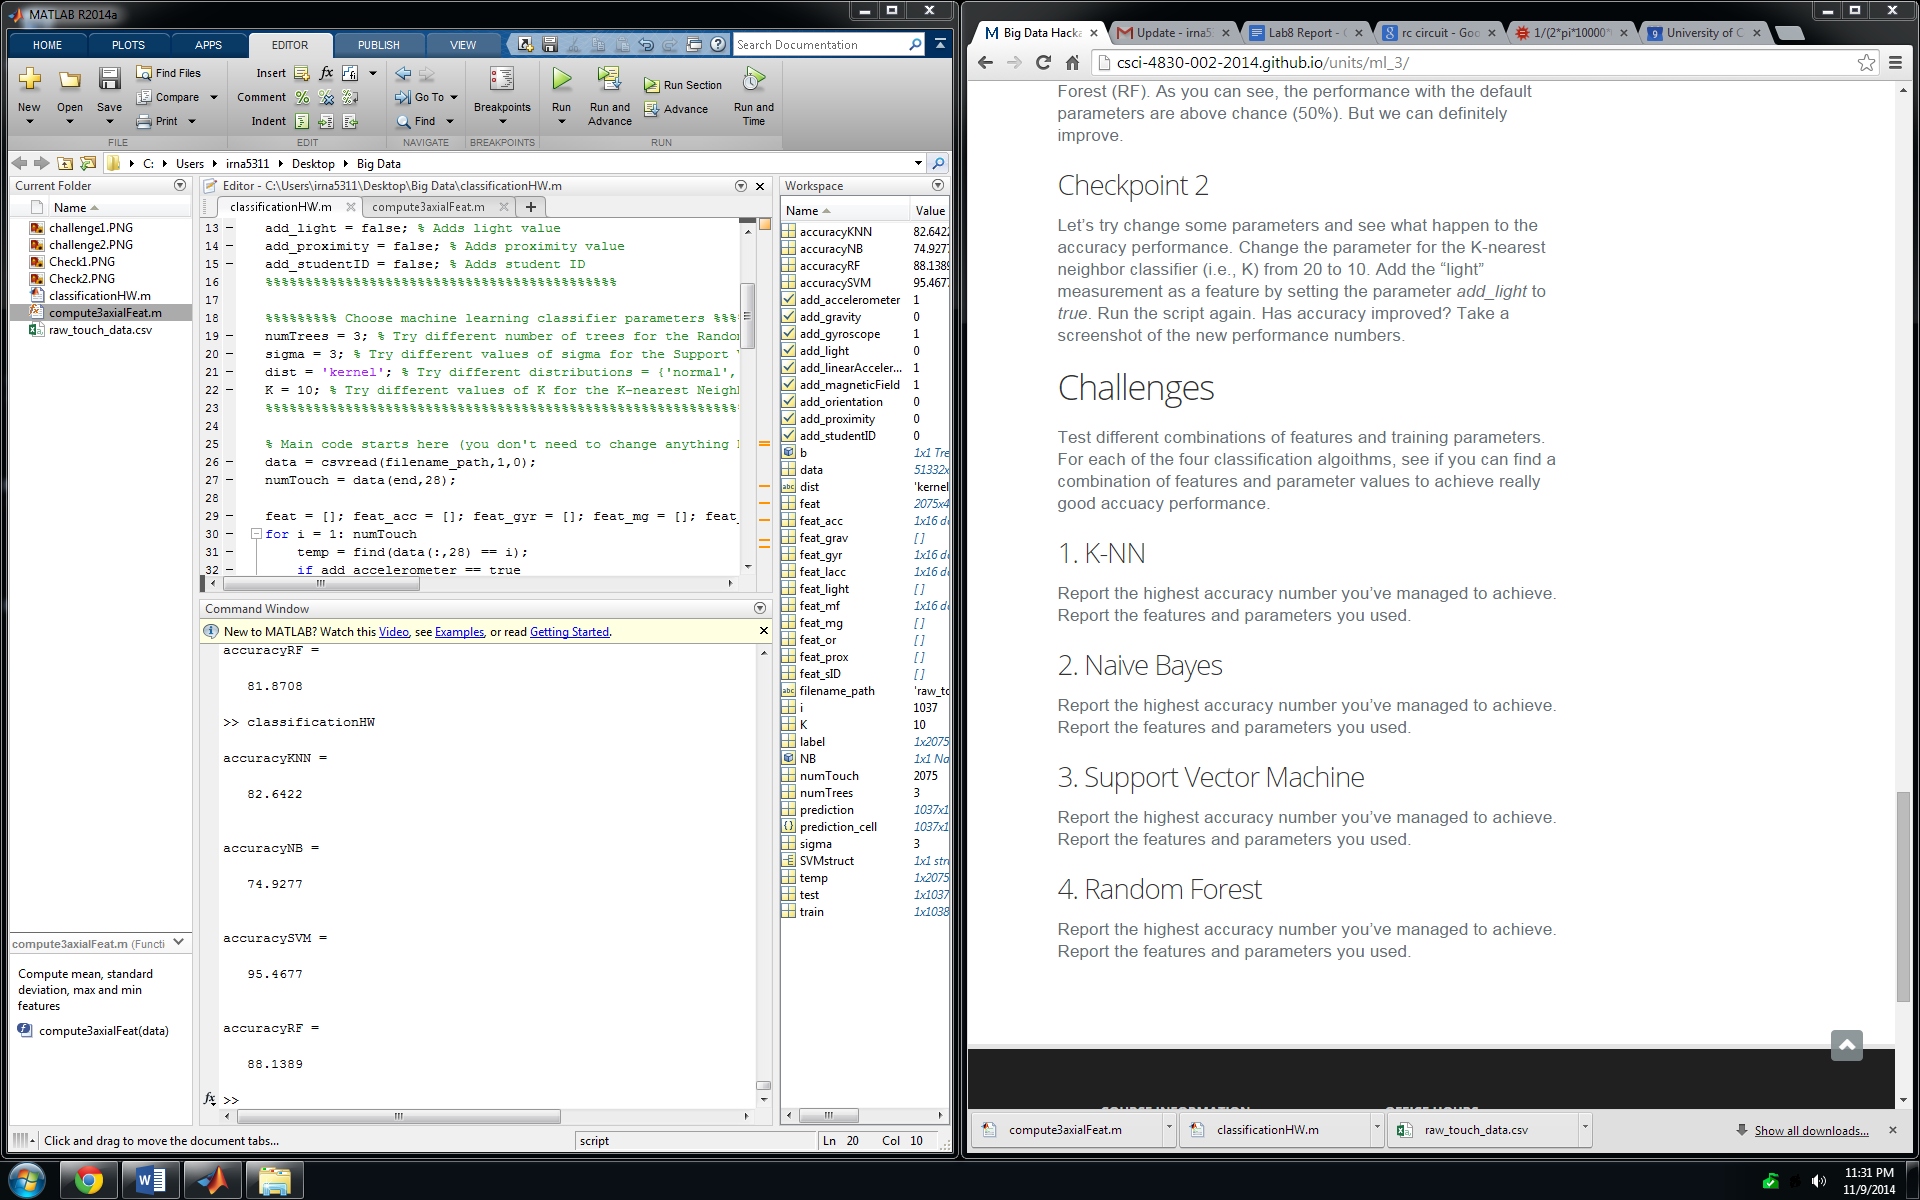 MATLAB R2014a
HOME PLOTS APPS EDITOR PUBLISH VIEW Search Documentation
New Open Save Find Files Compare Print Insert Comment Indent Go To Find Breakpoints Run Run and Advance Run Section Advance Run and Time
FILE EDIT NAVIGATE BREAKPOINTS RUN
C: Users irna5311 Desktop Big Data
Current Folder
Name
challenge1.PNG
challenge2.PNG
Check1.PNG
Check2.PNG
classificationHW.m
compute3axialFeat.m
raw_touch_data.csv
compute3axialFeat.m (Functi
Compute mean, standard
deviation, max and min
features
compute3axialFeat(data)
Editor - C:\Users\irna5311\Desktop\Big Data\classificationHW.m
classificationHW.m compute3axialFeat.m
13 add_light = false; % Adds light value
14 add_proximity = false; % Adds proximity value
15 add_studentID = false; % Adds student ID
16 %%%%%%%%%%%%%%%%%%%%%%%%%%%%%%%%%%%%%%%%%%%%
17
18 %%%%%%%%% Choose machine learning classifier parameters %%%%
19 numTrees = 3; % Try different number of trees for the Rando
20 sigma = 3; % Try different values of sigma for the Support
21 dist = 'kernel'; % Try different distributions = {'normal',
22 K = 10; % Try different values of K for the K-nearest Neigh
23 %%%%%%%%%%%%%%%%%%%%%%%%%%%%%%%%%%%%%%%%%%%%%%%%%%%%%%%%%%%
24
25 % Main code starts here (you don't need to change anything
26 data = csvread(filename_path,1,0);
27 numTouch = data(end,28);
28
29 feat = []; feat_acc = []; feat_gyr = []; feat_mg = []; feat_
30 for i = 1: numTouch
31 temp = find(data(:,28) == i);
32 if add accelerometer == true
Command Window
New to MATLAB? Watch this Video, see Examples, or read Getting Started.
accuracyRF =
81.8708
>> classificationHW
accuracyKNN =
82.6422
accuracyNB =
74.9277
accuracySVM =
95.4677
accuracyRF =
88.1389
fx >>
Workspace
Name Value
accuracyKNN 82.6422
accuracyNB 74.9277
accuracyRF 88.1389
accuracySVM 95.4677
add_accelerometer 1
add_gravity 0
add_gyroscope 1
add_light 0
add_linearAcceler... 1
add_magneticField 1
add_orientation 0
add_proximity 0
add_studentID 0
b 1x1 Tre
data 51332x
dist 'kernel
feat 2075x4
feat_acc 1x16 do
feat_grav []
feat_gyr 1x16 do
feat_lacc 1x16 do
feat_light []
feat_mf 1x16 do
feat_mg []
feat_or []
feat_prox []
feat_sID []
filename_path 'raw_to
i 1037
K 10
label 1x2075
NB 1x1 Na
numTouch 2075
numTrees 3
prediction 1037x1
prediction_cell 1037x1
sigma 3
SVMstruct 1x1 stru
temp 1x2075
test 1x1037
train 1x1038
Click and drag to move the document tabs... script Ln 20 Col 10
Big Data Hacka Update - irna5 Lab8 Report - rc circuit - Goo 1/(2*pi*10000* University of C
csci-4830-002-2014.github.io/units/ml_3/
Forest (RF). As you can see, the performance with the default
parameters are above chance (50%). But we can definitely
improve.
Checkpoint 2
Let's try change some parameters and see what happen to the
accuracy performance. Change the parameter for the K-nearest
neighbor classifier (i.e., K) from 20 to 10. Add the “light”
measurement as a feature by setting the parameter add_light to
true. Run the script again. Has accuracy improved? Take a
screenshot of the new performance numbers.
Challenges
Test different combinations of features and training parameters.
For each of the four classification algoithms, see if you can find a
combination of features and parameter values to achieve really
good accuacy performance.
1. K-NN
Report the highest accuracy number you've managed to achieve.
Report the features and parameters you used.
2. Naive Bayes
Report the highest accuracy number you've managed to achieve.
Report the features and parameters you used.
3. Support Vector Machine
Report the highest accuracy number you've managed to achieve.
Report the features and parameters you used.
4. Random Forest
Report the highest accuracy number you've managed to achieve.
Report the features and parameters you used.
compute3axialFeat.m classificationHW.m raw_touch_data.csv Show all downloads...
11:31 PM
11/9/2014